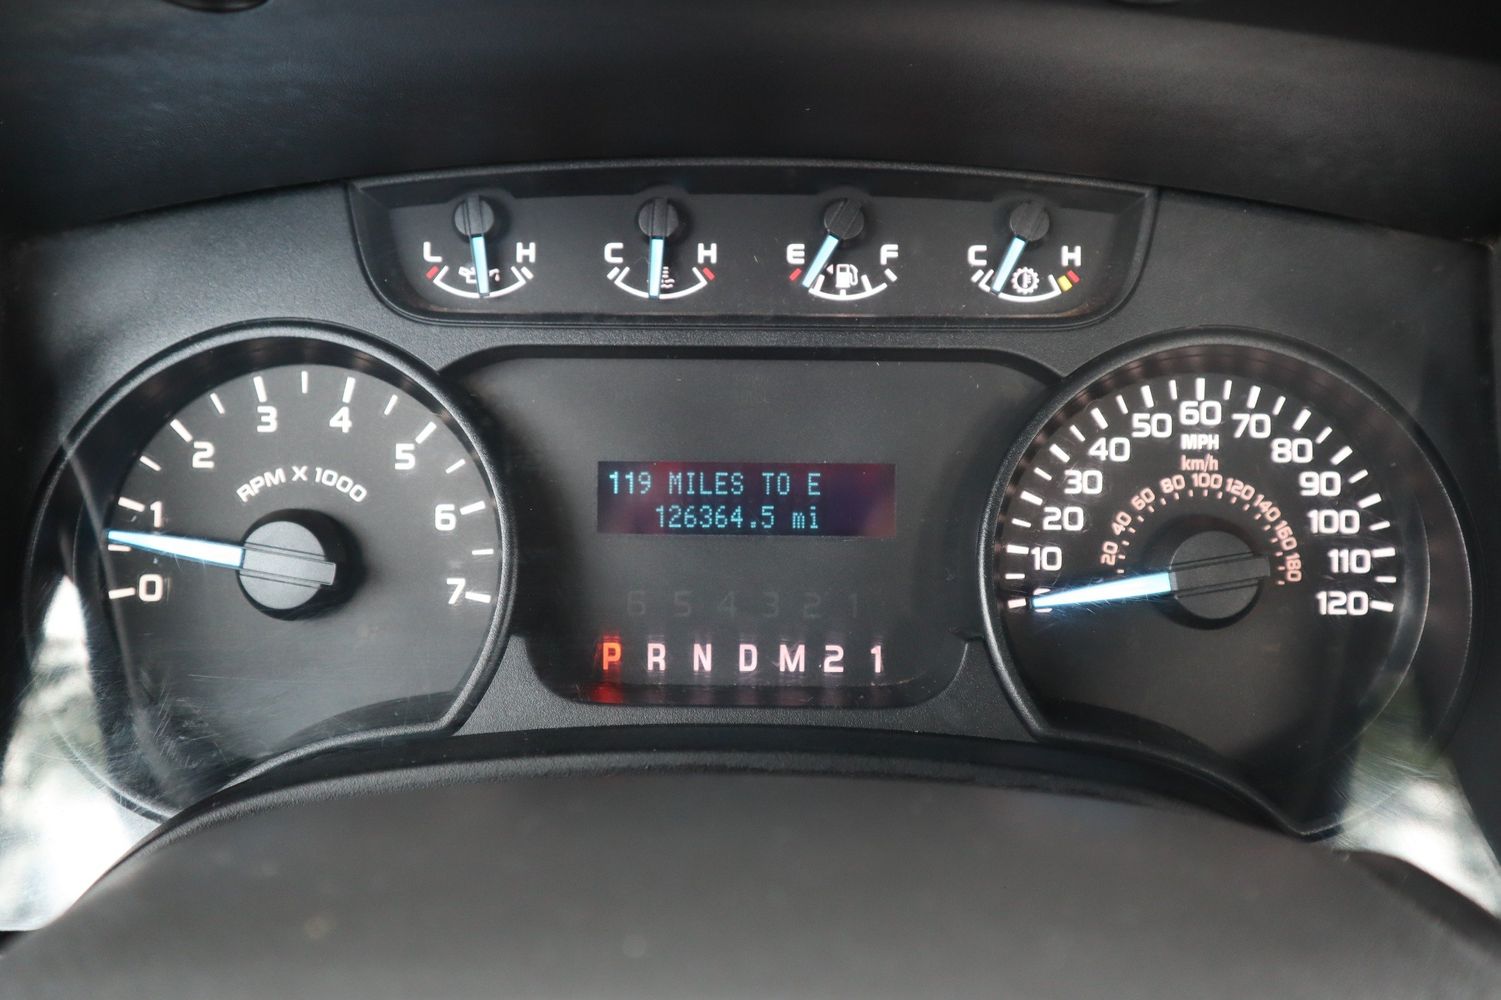 L H C H E F C H
0 1 2 3 4 5 6 7
RPM X 1000
119 MILES TO E
126364.5 mi
6 5 4 3 2 1
P R N D M 2 1
10 20 30 40 50 60 70 80 90 100 110 120
MPH
km/h
20 40 60 80 100 120 140 160 180